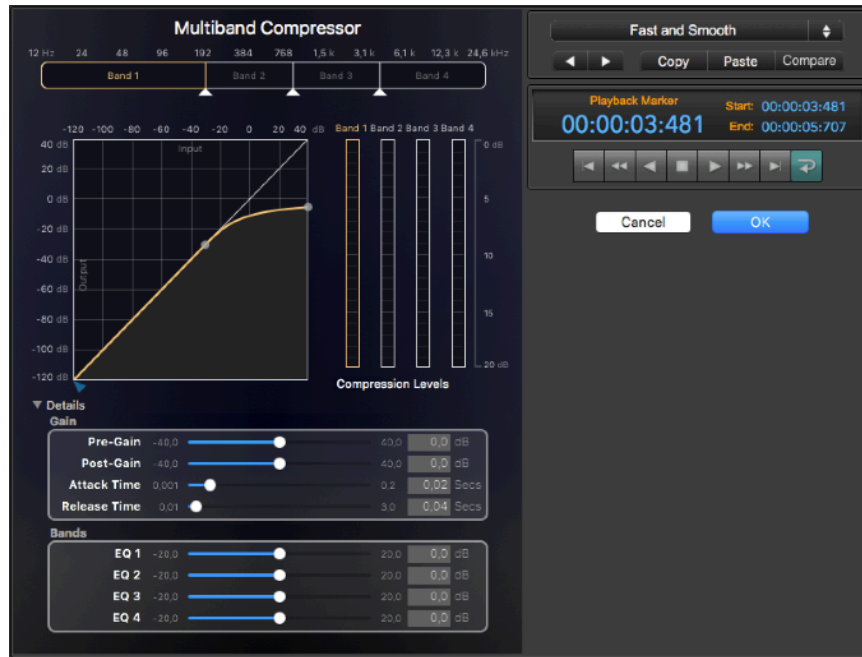 Multiband Compressor
12 Hz 24 48 96 192 384 768 1,5 k 3,1 k 6,1 k 12,3 k 24,6 kHz
Band 1 Band 2 Band 3 Band 4
-120 -100 -80 -60 -40 -20 0 20 40 dB
Band 1 Band 2 Band 3 Band 4
Input
Output
40 dB
20 dB
0 dB
-20 dB
-40 dB
-60 dB
-80 dB
-100 dB
-120 dB
0 dB
5
10
15
20 dB
Compression Levels
▼ Details
Gain
Pre-Gain -40,0 40,0 0,0 dB
Post-Gain -40,0 40,0 0,0 dB
Attack Time 0,001 0,2 0,02 Secs
Release Time 0,01 3,0 0,04 Secs
Bands
EQ 1 -20,0 20,0 0,0 dB
EQ 2 -20,0 20,0 0,0 dB
EQ 3 -20,0 20,0 0,0 dB
EQ 4 -20,0 20,0 0,0 dB
Fast and Smooth
Copy Paste Compare
Playback Marker
00:00:03:481
Start: 00:00:03:481
End: 00:00:05:707
Cancel OK